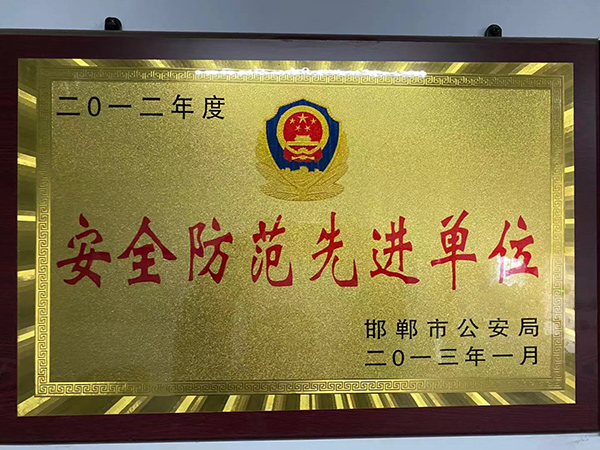 二0一二年度
安全防范先进单位
邯郸市公安局
二0一三年一月